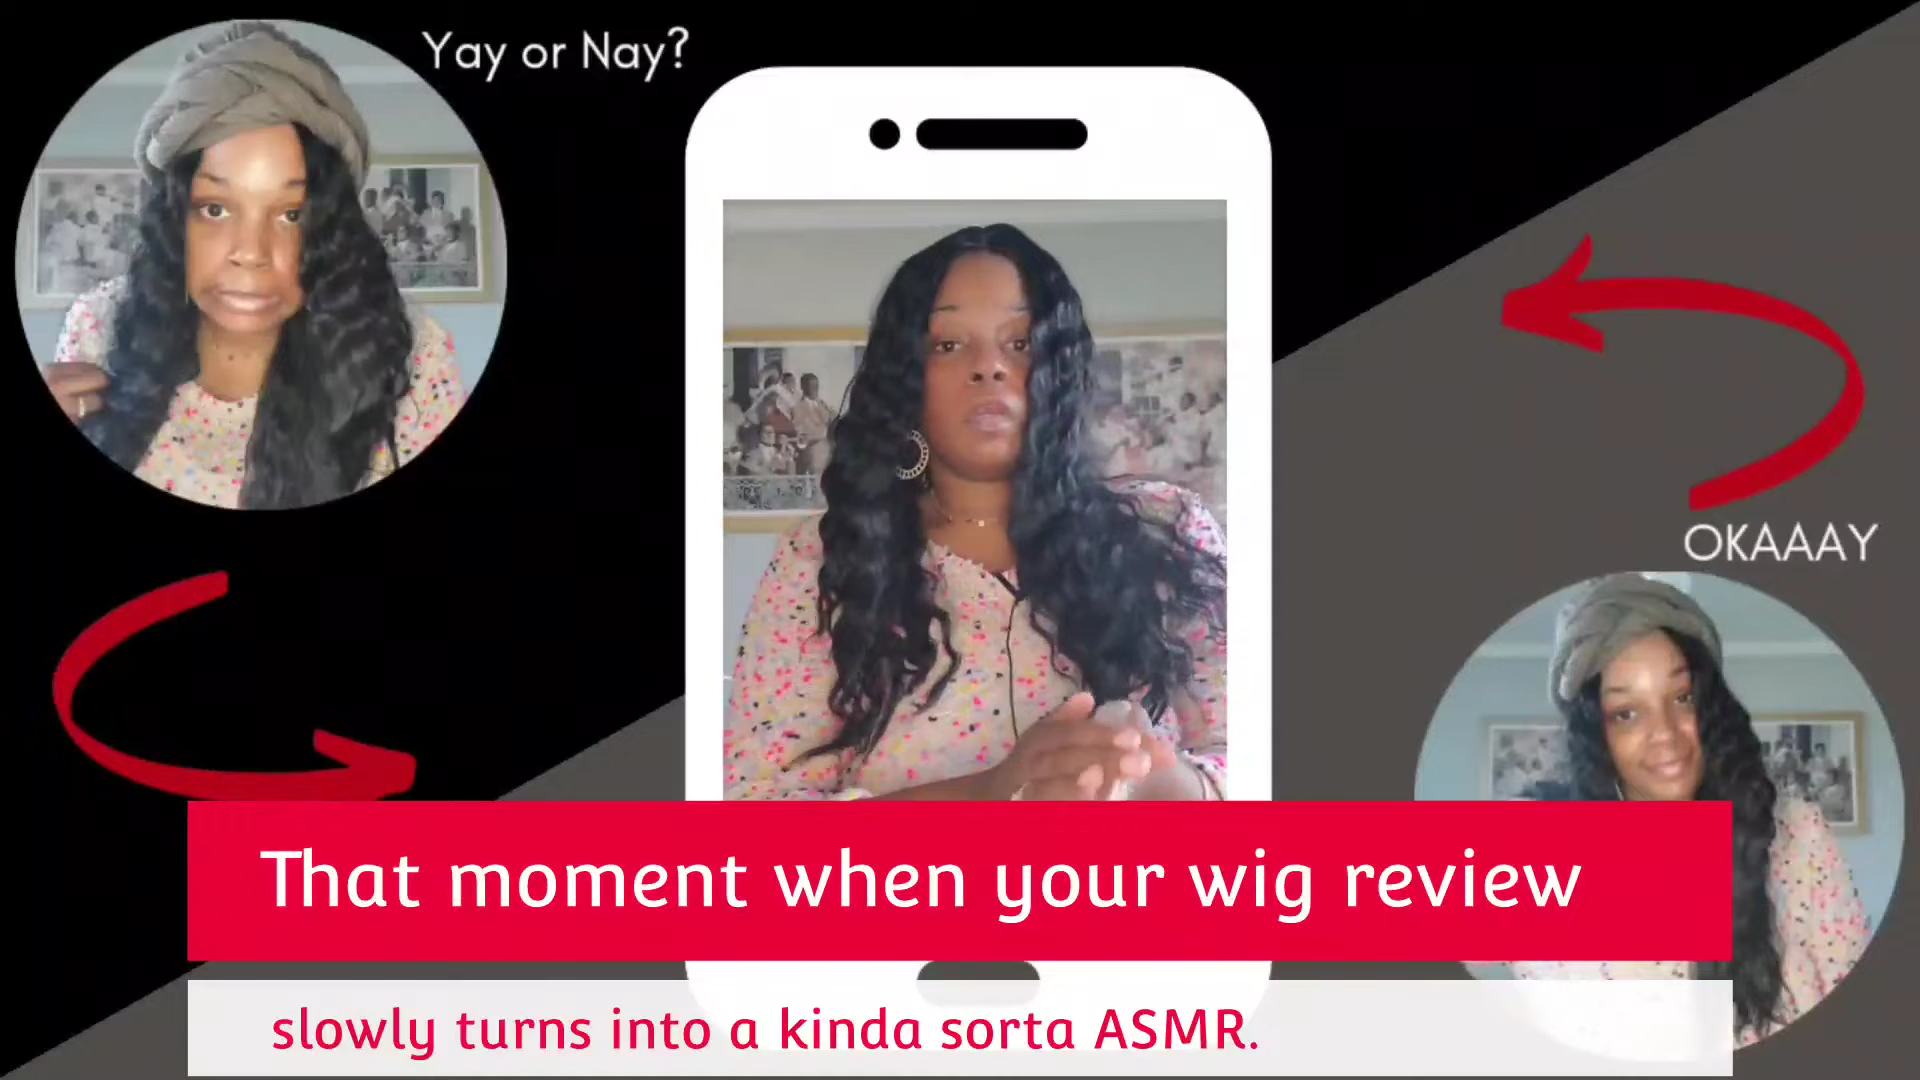 Yay or Nay?
OKAAAY
That moment when your wig review
slowly turns into a kinda sorta ASMR.